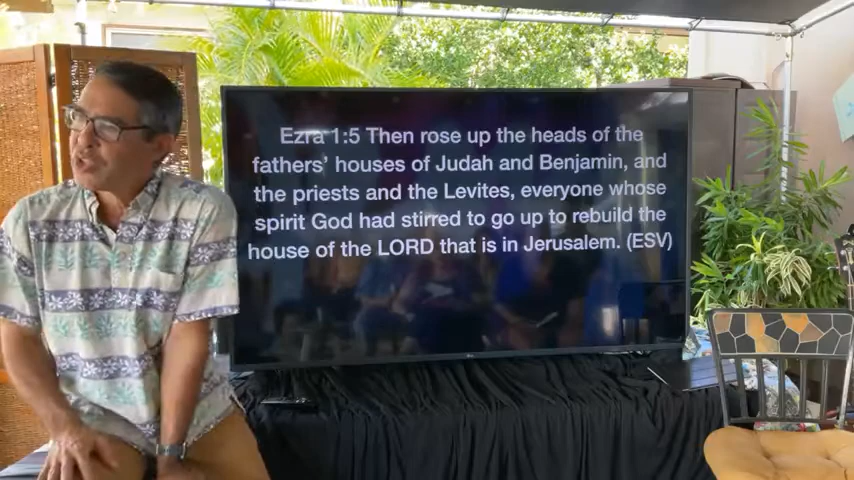 Ezra 1:5 Then rose up the heads of the
fathers’ houses of Judah and Benjamin, and
the priests and the Levites, everyone whose
spirit God had stirred to go up to rebuild the
house of the LORD that is in Jerusalem. (ESV)
LG